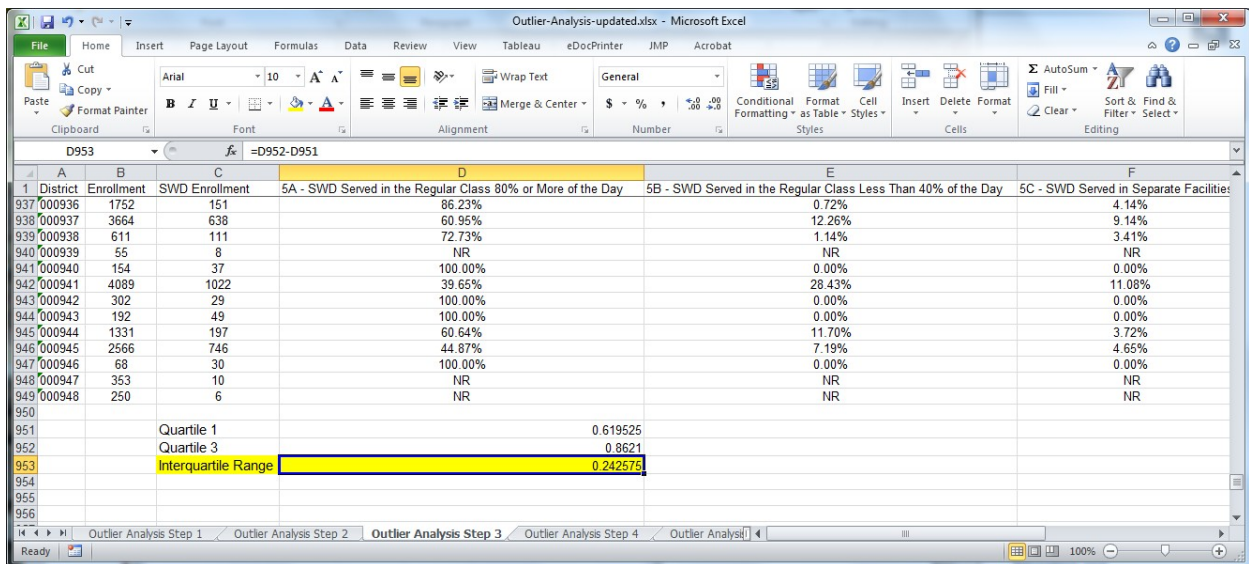 Outlier-Analysis-updated.xlsx - Microsoft Excel
File Home Insert Page Layout Formulas Data Review View Tableau eDocPrinter JMP Acrobat
Paste
Cut
Copy
Format Painter
Clipboard
Arial 10 A A
B I U A
Font
Wrap Text
Merge & Center
Alignment
General
$ % , .0 .00 .00 .0
Number
Conditional Formatting
Format as Table
Cell Styles
Styles
Insert Delete Format
Cells
Σ AutoSum
Fill
Clear
Sort & Filter
Find & Select
Editing
D953 fx =D952-D951
A B C D E F
1 District Enrollment SWD Enrollment 5A - SWD Served in the Regular Class 80% or More of the Day 5B - SWD Served in the Regular Class Less Than 40% of the Day 5C - SWD Served in Separate Facilities
937 000936 1752 151 86.23% 0.72% 4.14%
938 000937 3664 638 60.95% 12.26% 9.14%
939 000938 611 111 72.73% 1.14% 3.41%
940 000939 55 8 NR NR NR
941 000940 154 37 100.00% 0.00% 0.00%
942 000941 4089 1022 39.65% 28.43% 11.08%
943 000942 302 29 100.00% 0.00% 0.00%
944 000943 192 49 100.00% 0.00% 0.00%
945 000944 1331 197 60.64% 11.70% 3.72%
946 000945 2566 746 44.87% 7.19% 4.65%
947 000946 68 30 100.00% 0.00% 0.00%
948 000947 353 10 NR NR NR
949 000948 250 6 NR NR NR
950
951 Quartile 1 0.619525
952 Quartile 3 0.8621
953 Interquartile Range 0.242575
954
955
956
Outlier Analysis Step 1 Outlier Analysis Step 2 Outlier Analysis Step 3 Outlier Analysis Step 4 Outlier Analysi
Ready 100%